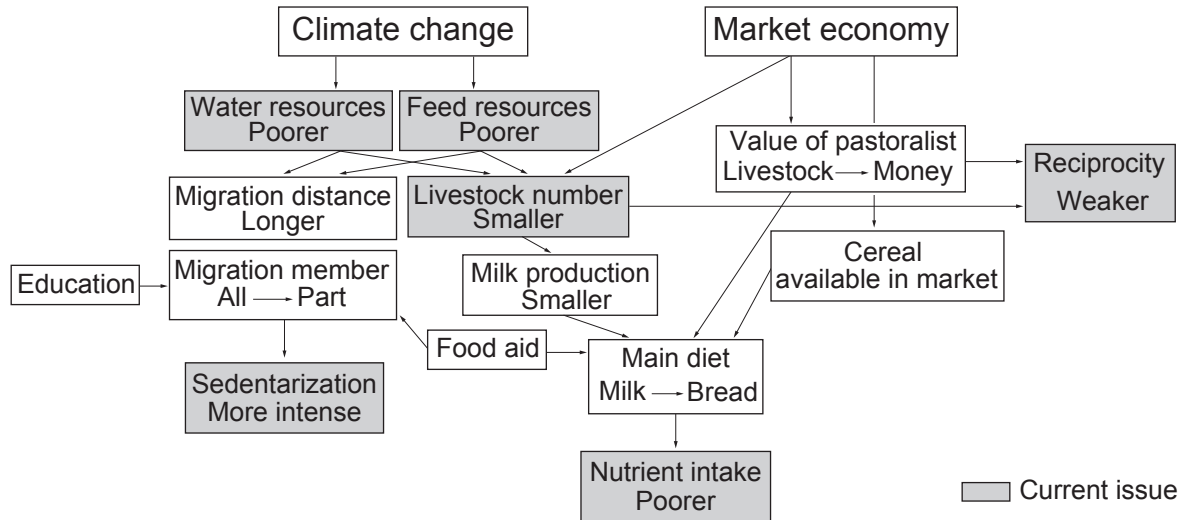 Climate change
Market economy
Water resources
Poorer
Feed resources
Poorer
Value of pastoralist
Livestock → Money
Reciprocity
Weaker
Migration distance
Longer
Livestock number
Smaller
Cereal
available in market
Education
Migration member
All → Part
Milk production
Smaller
Food aid
Main diet
Milk → Bread
Sedentarization
More intense
Nutrient intake
Poorer
Current issue